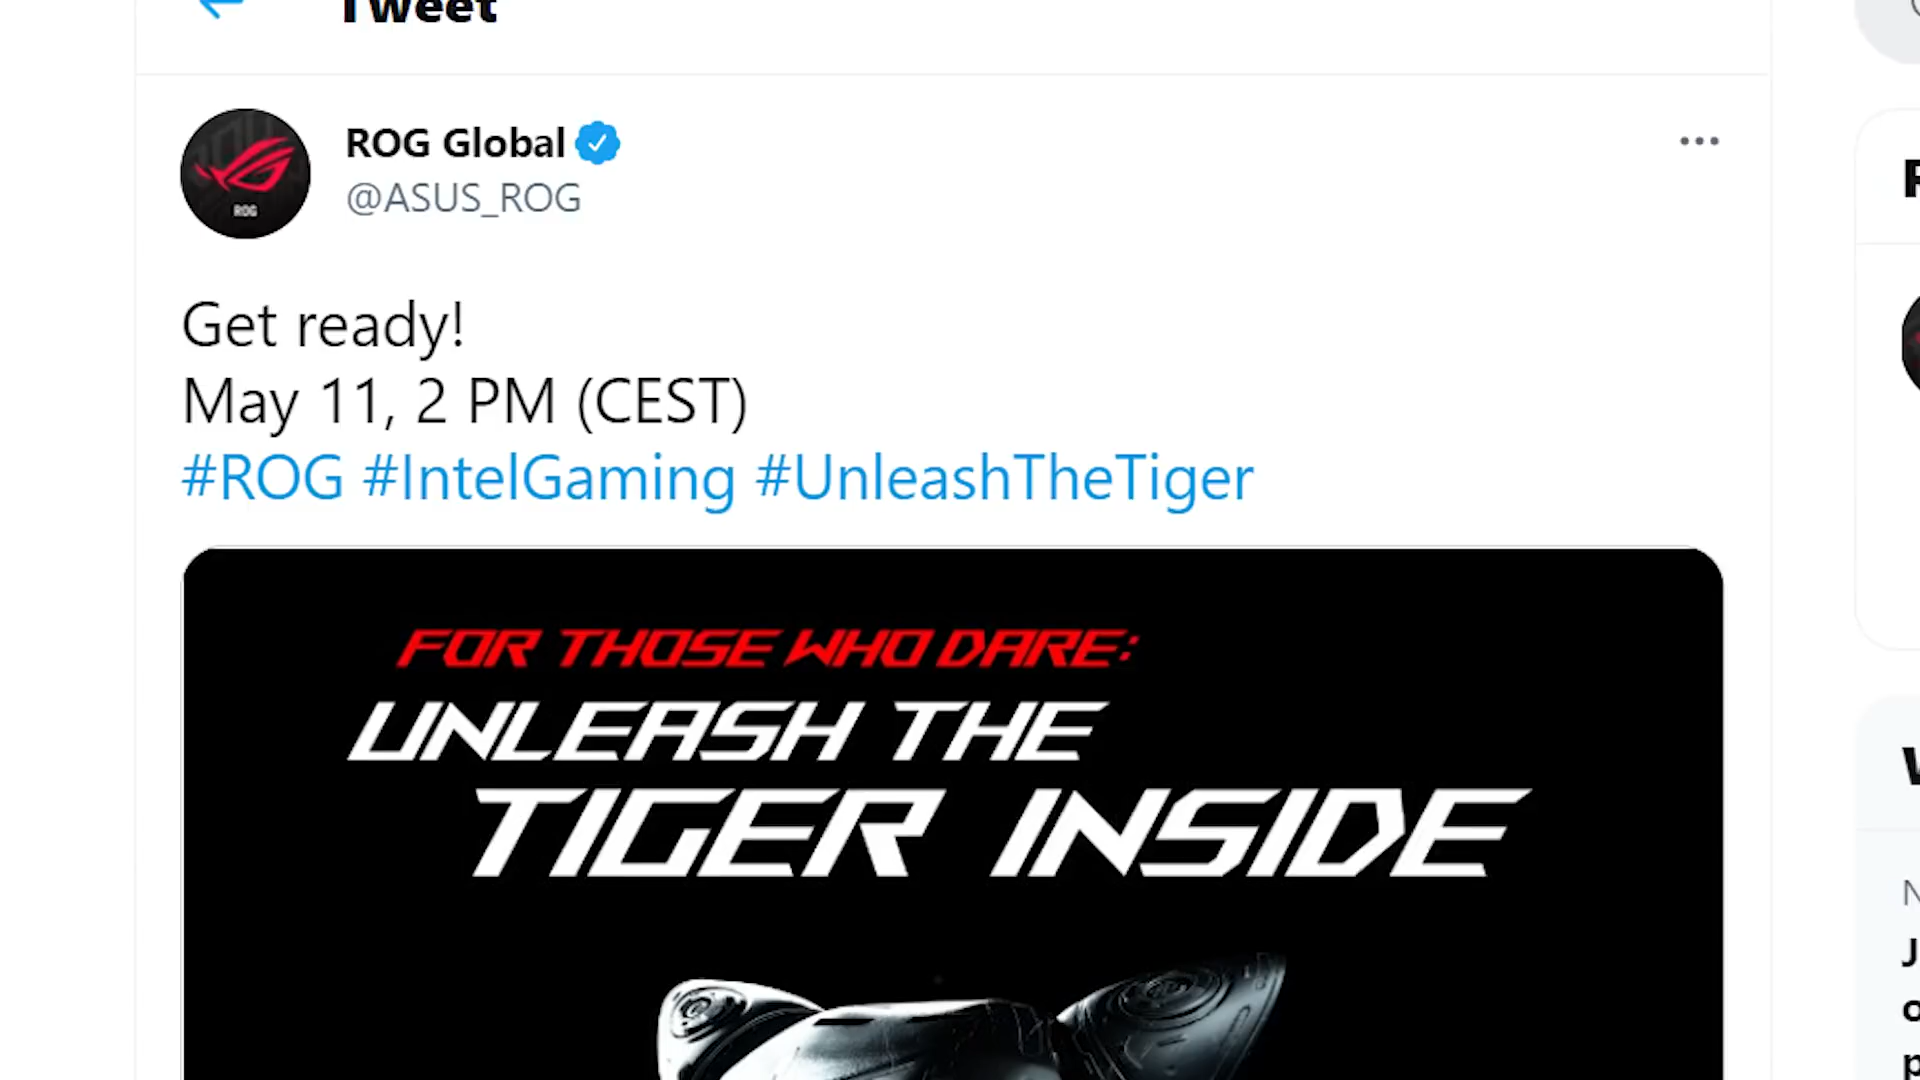 Tweet
ROG Global
@ASUS_ROG
ROG
Get ready!
May 11, 2 PM (CEST)
#ROG #IntelGaming #UnleashTheTiger
FOR THOSE WHO DARE:
UNLEASH THE
TIGER INSIDE